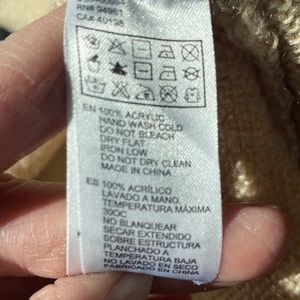 RN# 94984
CA# 40198
EN 100% ACRYLIC
HAND WASH COLD
DO NOT BLEACH
DRY FLAT
IRON LOW
DO NOT DRY CLEAN
MADE IN CHINA
ES 100% ACRÍLICO
LAVADO A MANO.
TEMPERATURA MÁXIMA
30OC
NO BLANQUEAR
SECAR EXTENDIDO
SOBRE ESTRUCTURA
PLANCHADO A
TEMPERATURA BAJA
NO LAVE EN SECO
FABRICADO EN CHINA